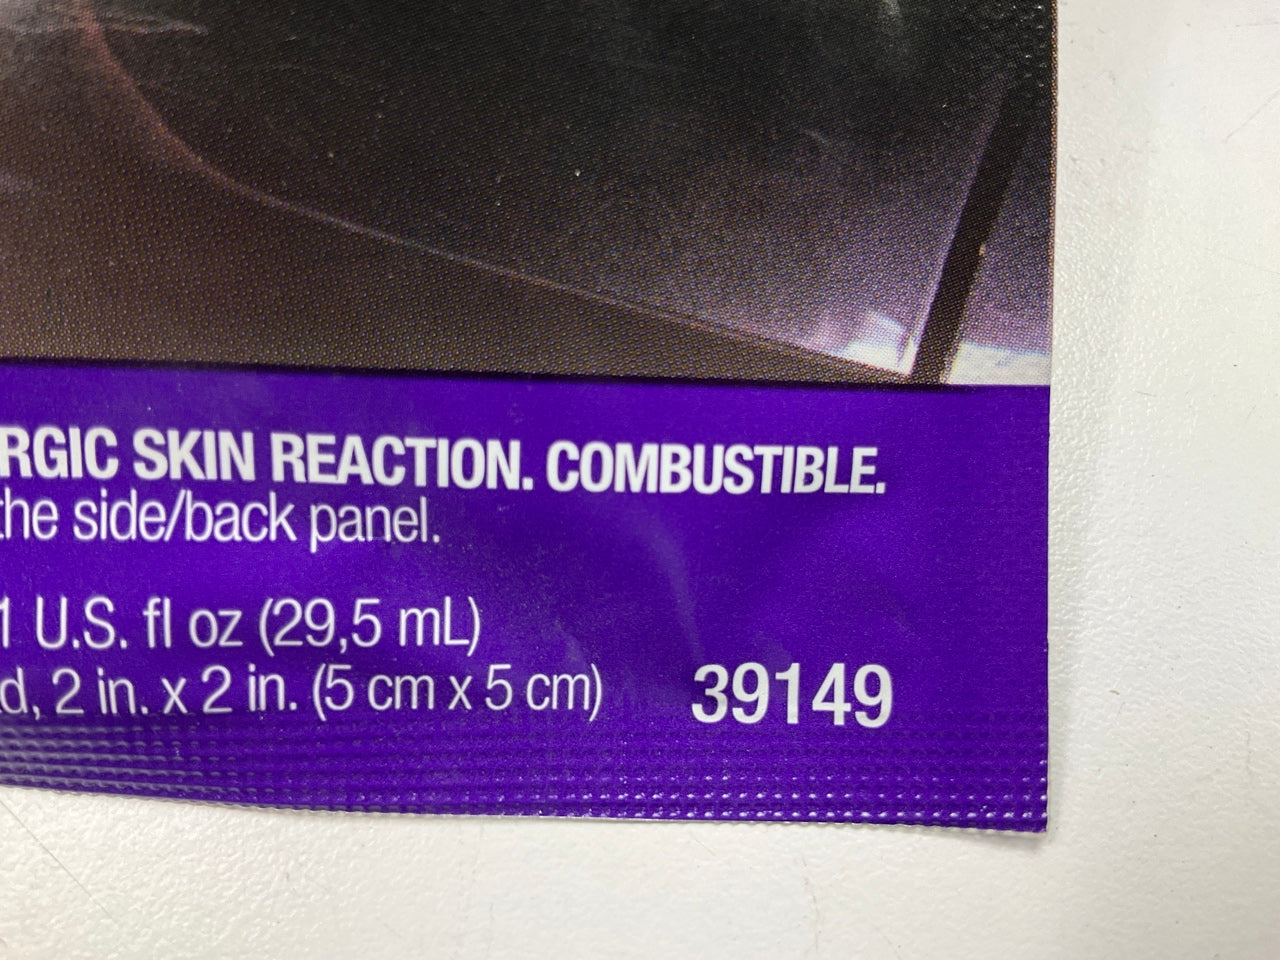 RGIC SKIN REACTION. COMBUSTIBLE.
the side/back panel.
1 U.S. fl oz (29,5 mL)
d, 2 in. x 2 in. (5 cm x 5 cm)
39149